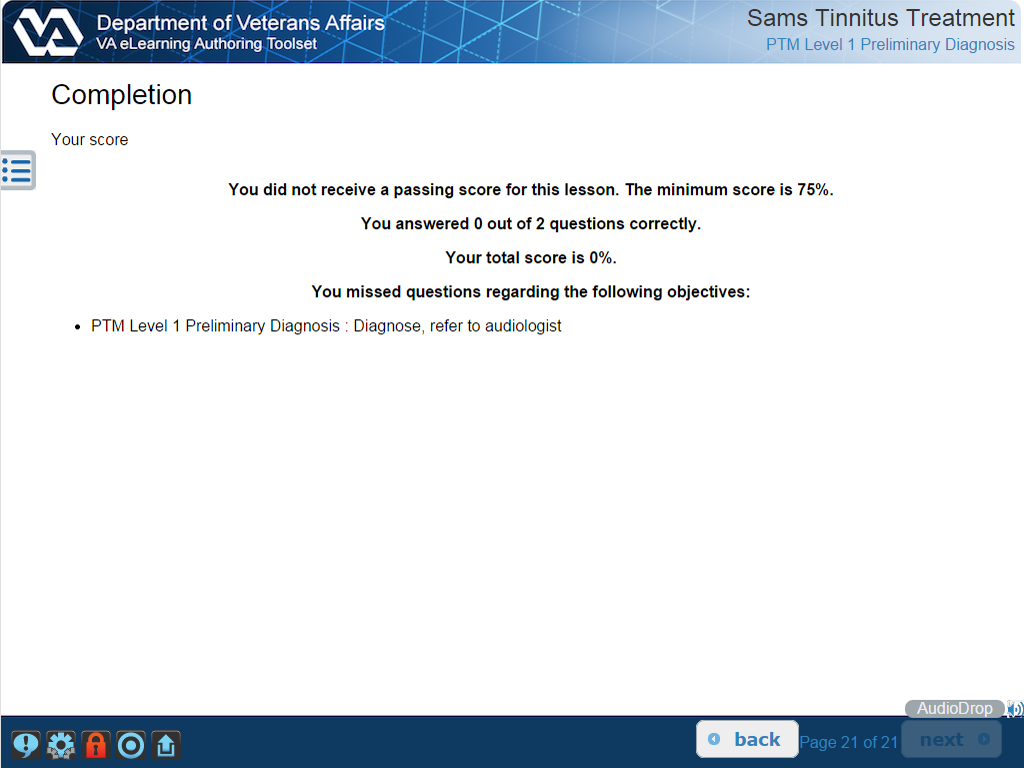 Department of Veterans Affairs
VA eLearning Authoring Toolset
Sams Tinnitus Treatment
PTM Level 1 Preliminary Diagnosis
Completion
Your score
You did not receive a passing score for this lesson. The minimum score is 75%.
You answered 0 out of 2 questions correctly.
Your total score is 0%.
You missed questions regarding the following objectives:
• PTM Level 1 Preliminary Diagnosis : Diagnose, refer to audiologist
AudioDrop
back
Page 21 of 21
next